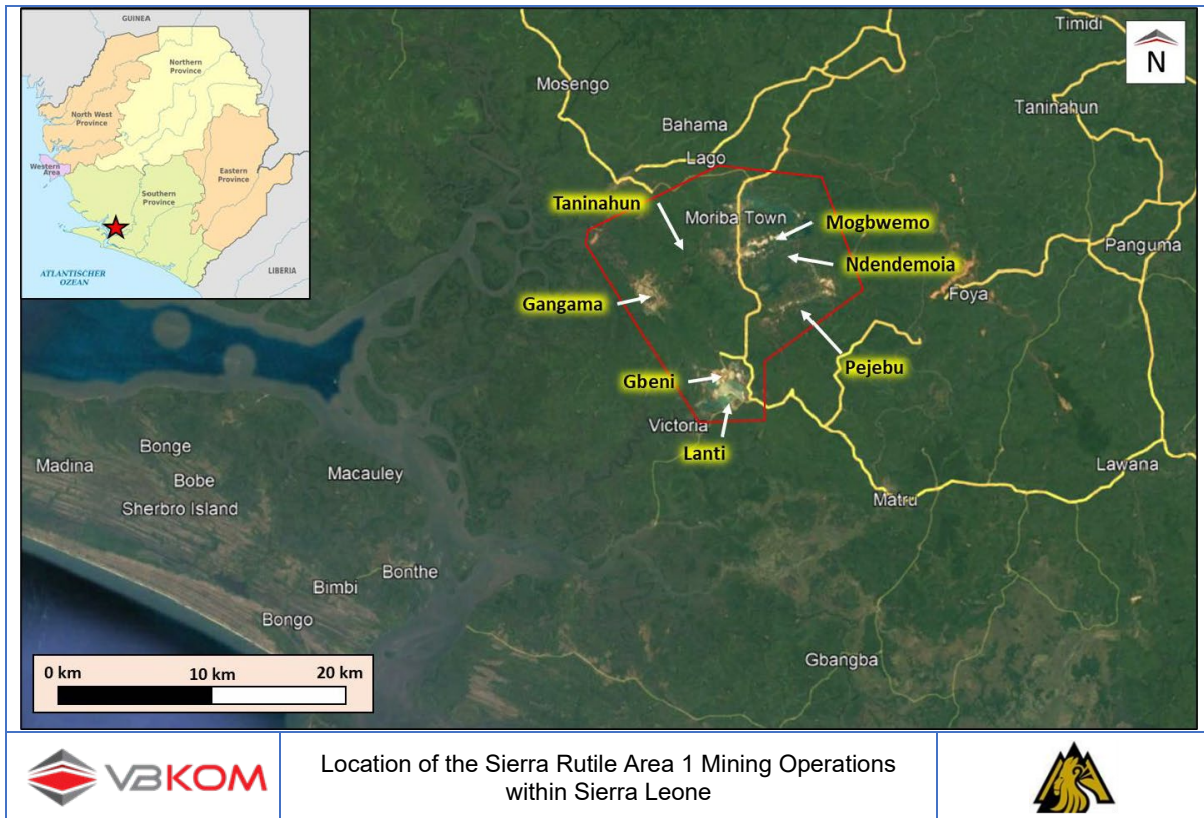 GUINEA
Northern
Province
North West
Province
Western
Area
Eastern
Province
Southern
Province
ATLANTISCHER
OZEAN
LIBERIA
N
Timidi
Mosengo
Taninahun
Bahama
Lago
Taninahun
Moriba Town
Mogbwemo
Panguma
Ndendemoia
Gangama
Foya
Pejebu
Gbeni
Victoria
Lanti
Bonge
Madina
Macauley
Lawana
Bobe
Matru
Sherbro Island
Bonthe
Bimbi
Bongo
Gbangba
0 km 10 km 20 km
VBKOM
Location of the Sierra Rutile Area 1 Mining Operations
within Sierra Leone